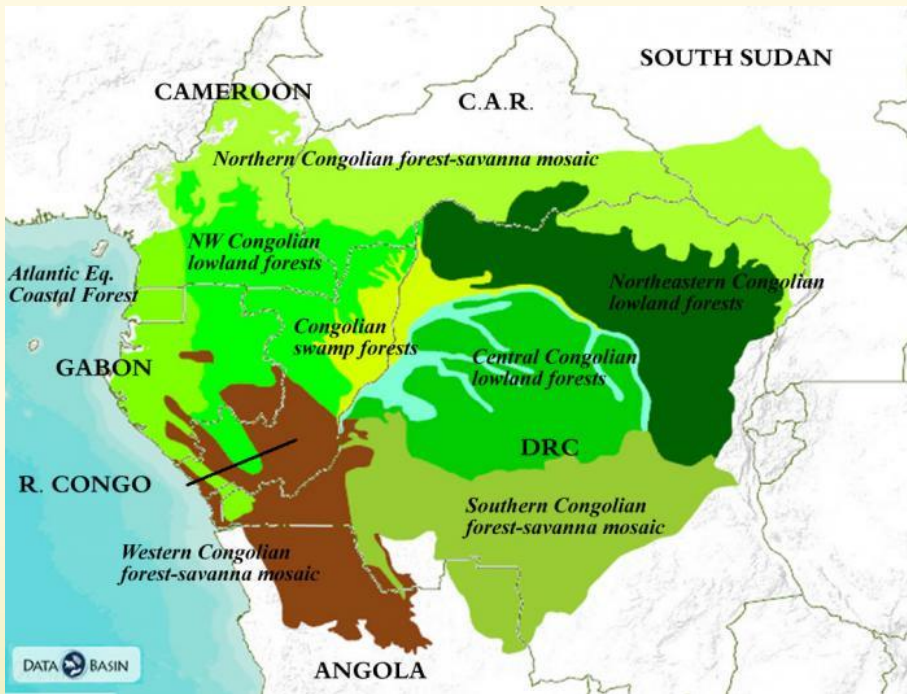 SOUTH SUDAN
CAMEROON
C.A.R.
Northern Congolian forest-savanna mosaic
NW Congolian
lowland forests
Atlantic Eq.
Coastal Forest
Northeastern Congolian
lowland forests
Congolian
swamp forests
Central Congolian
lowland forests
GABON
DRC
R. CONGO
Southern Congolian
forest-savanna mosaic
Western Congolian
forest-savanna mosaic
ANGOLA
DATA BASIN